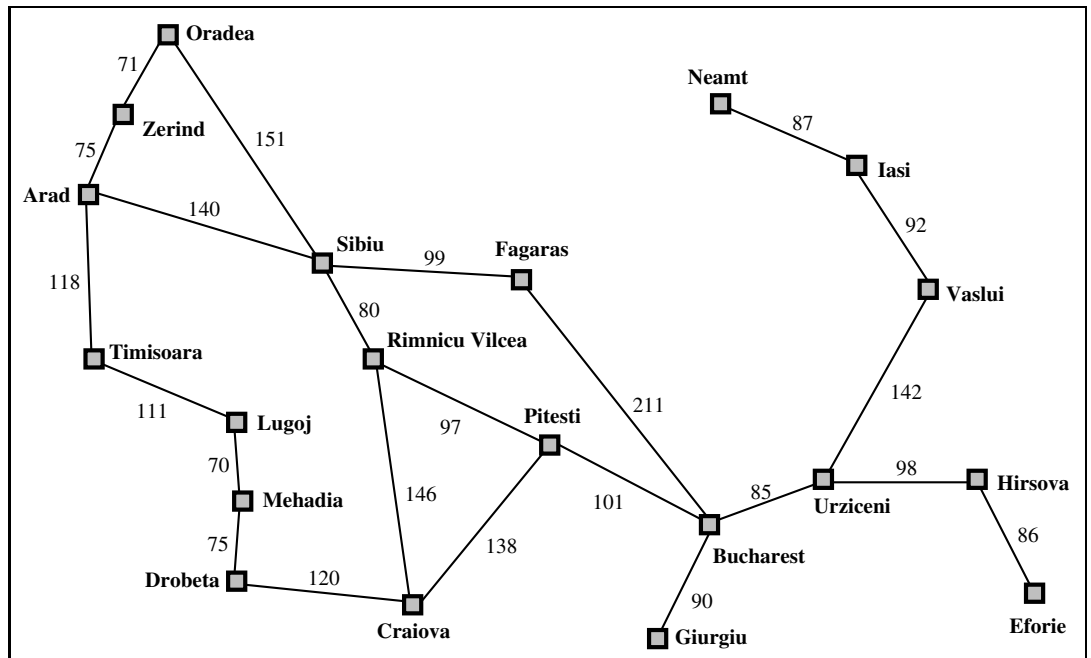 Oradea
71
Neamt
87
Zerind
151
75
Iasi
Arad
140
92
Sibiu
Fagaras
99
118
Vaslui
80
Timisoara
Rimnicu Vilcea
142
211
111
Lugoj
97
Pitesti
70
98
Hirsova
85
Mehadia
146
101
Urziceni
86
75
138
Bucharest
Drobeta
120
90
Craiova
Giurgiu
Eforie